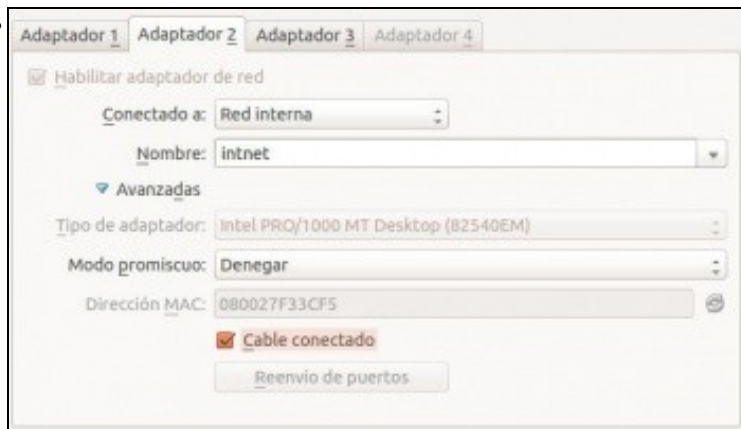 Adaptador 1 Adaptador 2 Adaptador 3 Adaptador 4
Habilitar adaptador de red
Conectado a: Red interna
Nombre: intnet
Avanzadas
Tipo de adaptador: Intel PRO/1000 MT Desktop (82540EM)
Modo promiscuo: Denegar
Dirección MAC: 080027F33CF5
Cable conectado
Reenvio de puertos